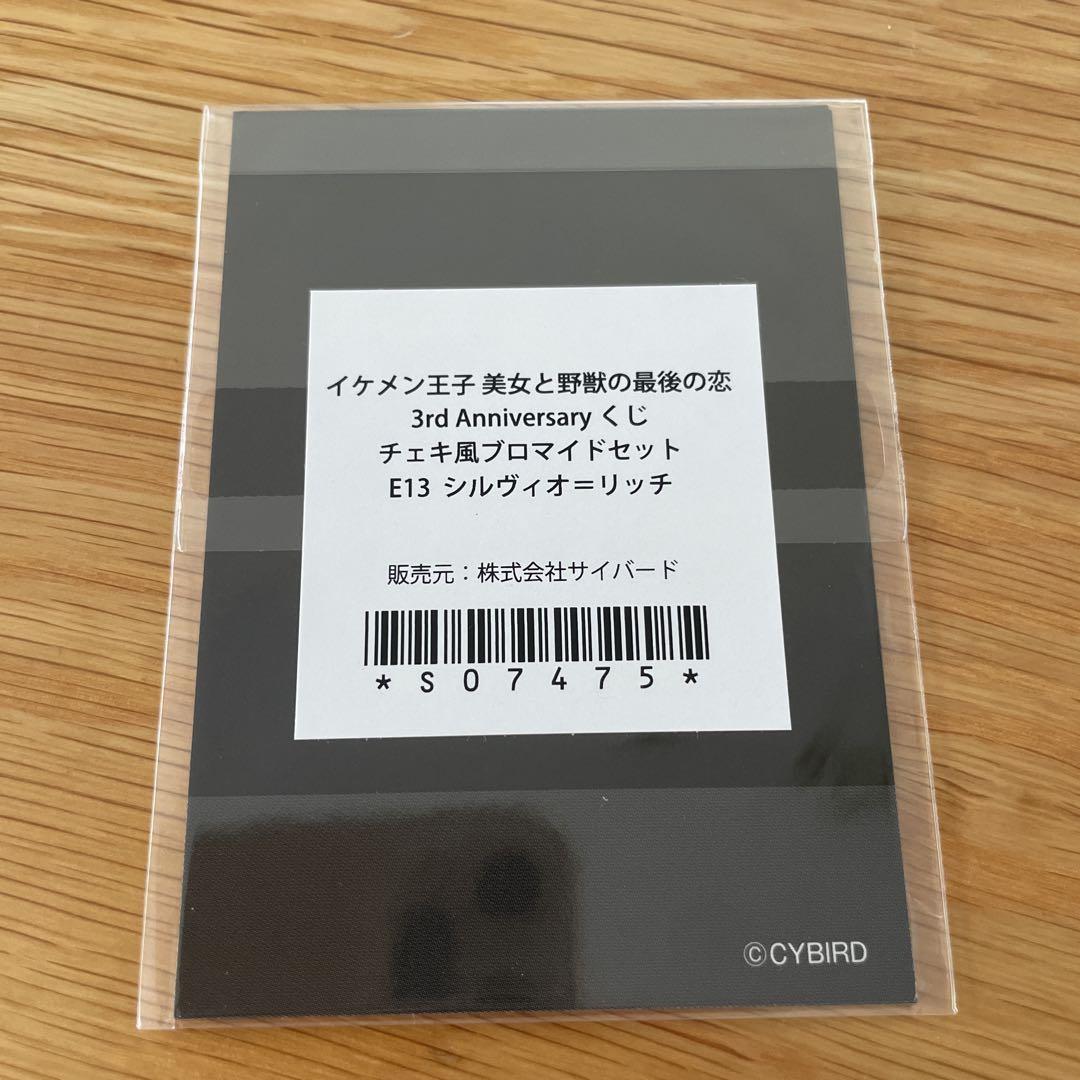 イケメン王子 美女と野獣の最後の恋
3rd Anniversary くじ
チェキ風ブロマイドセット
E13 シルヴィオ＝リッチ
販売元：株式会社サイバード
*S07475*
©CYBIRD